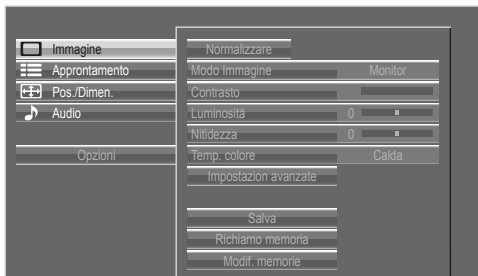 Immagine
Approntamento
Pos./Dimen.
Audio
Opzioni
Normalizzare
Modo Immagine Monitor
Contrasto
Luminosità 0
Nitidezza 0
Temp. colore Calda
Impostazion avanzate
Salva
Richiamo memoria
Modif. memorie